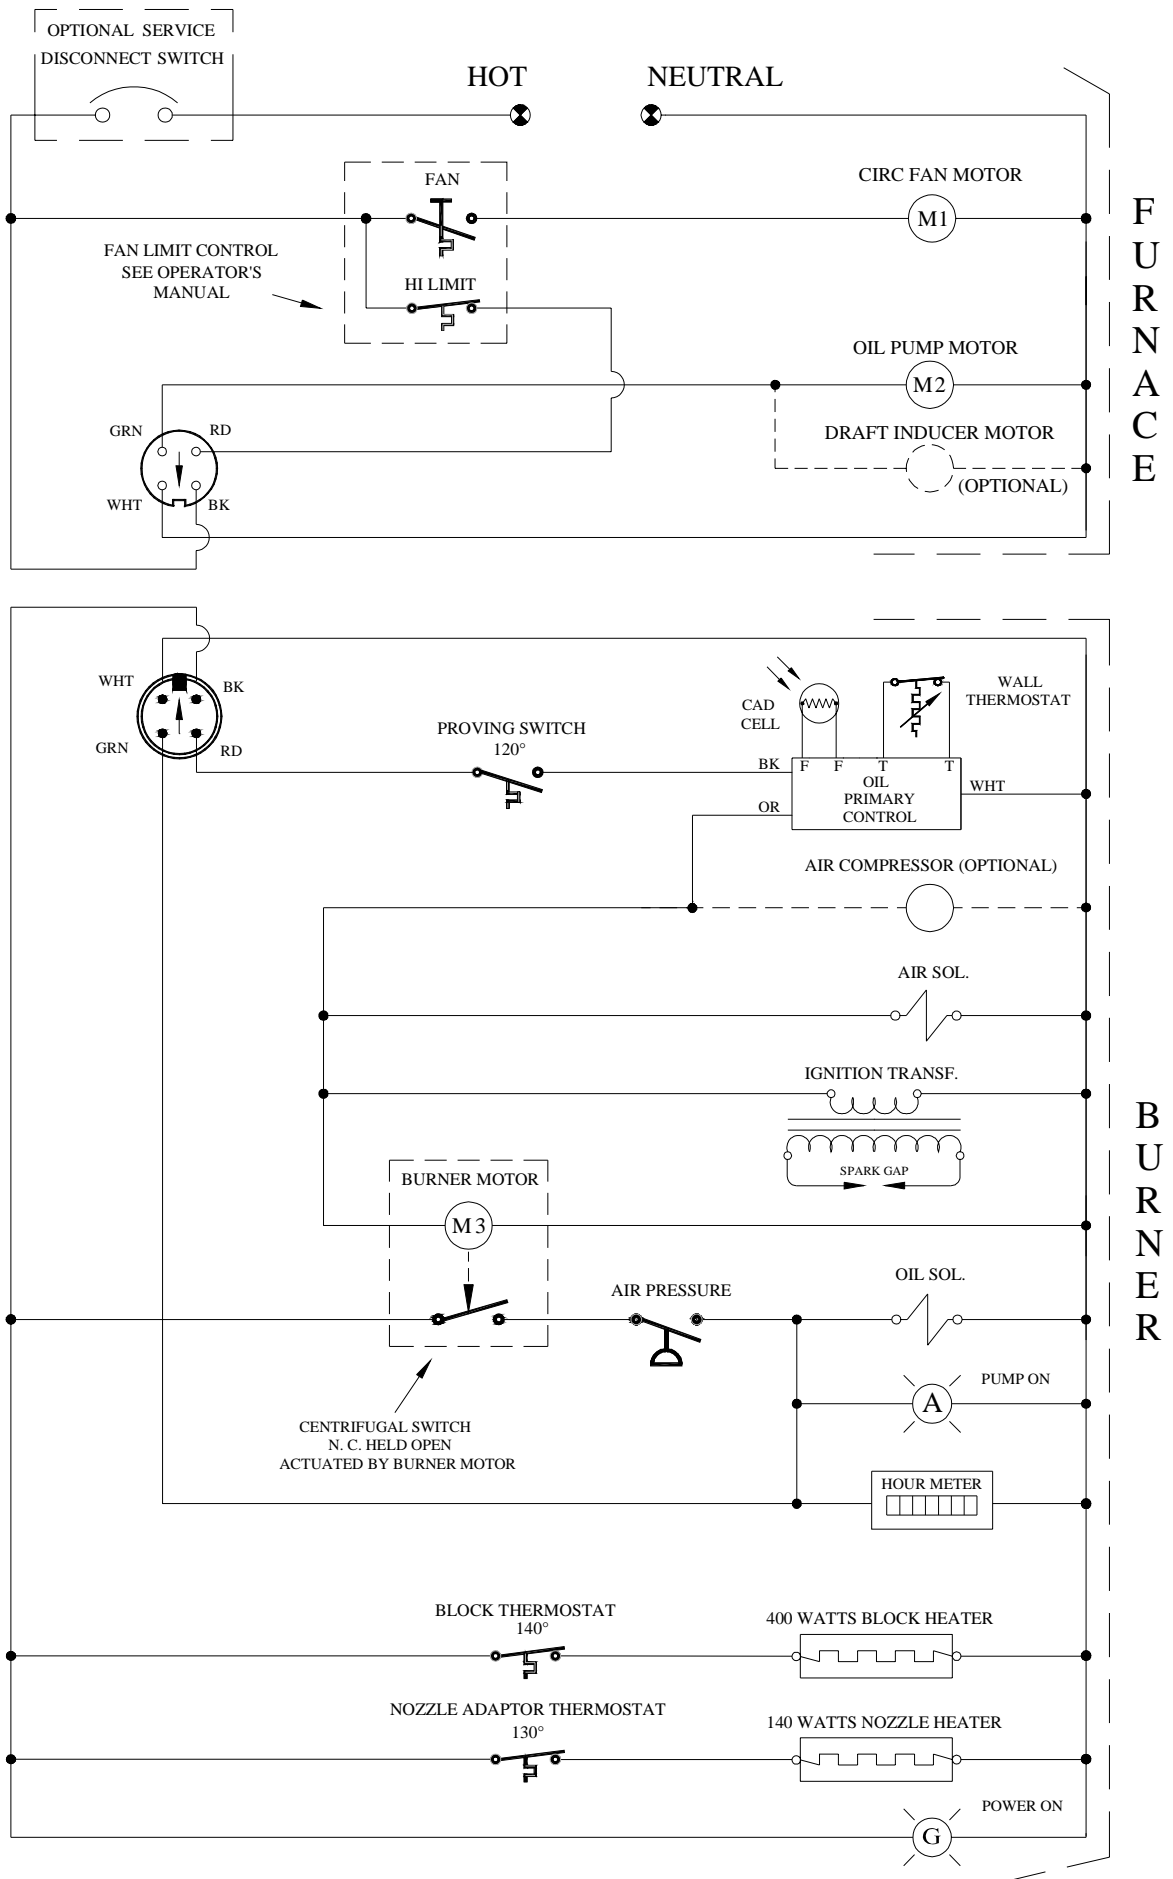 OPTIONAL SERVICE
DISCONNECT SWITCH
HOT
NEUTRAL
FAN
CIRC FAN MOTOR
M1
FAN LIMIT CONTROL
SEE OPERATOR'S
MANUAL
HI LIMIT
OIL PUMP MOTOR
M2
GRN
RD
DRAFT INDUCER MOTOR
(OPTIONAL)
WHT
BK
FURNACE
WHT
BK
GRN
RD
PROVING SWITCH
120°
CAD
CELL
WALL
THERMOSTAT
BK
F
F
T
T
OIL
PRIMARY
CONTROL
WHT
OR
AIR COMPRESSOR (OPTIONAL)
AIR SOL.
IGNITION TRANSF.
SPARK GAP
BURNER MOTOR
M3
AIR PRESSURE
OIL SOL.
PUMP ON
A
CENTRIFUGAL SWITCH
N. C. HELD OPEN
ACTUATED BY BURNER MOTOR
HOUR METER
BURNER
BLOCK THERMOSTAT
140°
400 WATTS BLOCK HEATER
NOZZLE ADAPTOR THERMOSTAT
130°
140 WATTS NOZZLE HEATER
POWER ON
G